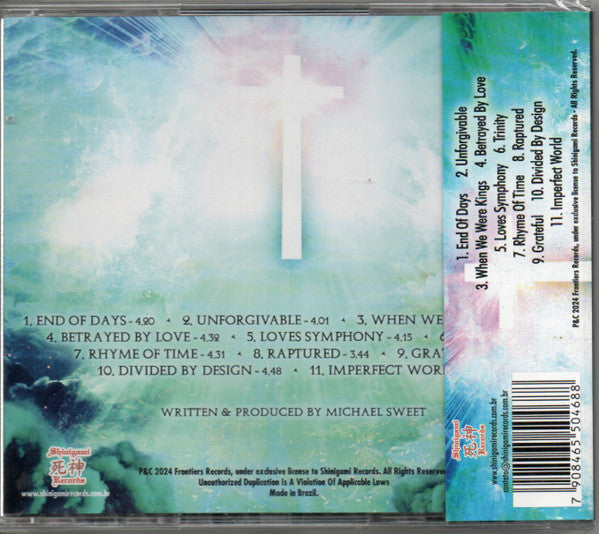 1. END OF DAYS - 4.20 • 2. UNFORGIVABLE - 4.01 • 3. WHEN WE
4. BETRAYED BY LOVE - 4.32 • 5. LOVES SYMPHONY - 4.15 •
7. RHYME OF TIME - 4.31 • 8. RAPTURED - 3.44 • 9. GRA
10. DIVIDED BY DESIGN - 4.48 • 11. IMPERFECT WOR
WRITTEN & PRODUCED BY MICHAEL SWEET
Shinigami
死神
Records
www.shinigamirecords.com.br
P&C 2024 Frontiers Records, under exclusive license to Shinigami Records. All Rights Reserved.
Unauthorized Duplication Is A Violation Of Applicable Laws
Made in Brazil.
1. End Of Days 2. Unforgivable
3. When We Were Kings 4. Betrayed By Love
5. Loves Symphony 6. Trinity
7. Rhyme Of Time 8. Raptured
9. Grateful 10. Divided By Design
11. Imperfect World
P&C 2024 Frontiers Records, under exclusive license to Shinigami Records - All Rights Reserved.
Shinigami
死神
Records
www.shinigamirecords.com.br
contato@shinigamirecords.com.br
7 908465 504688